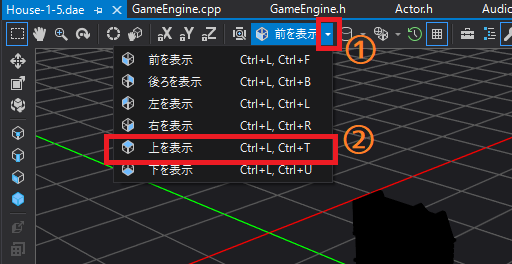 House-1-5.dae
GameEngine.cpp
GameEngine.h
Actor.h
Audio
X
Y
Z
前を表示
①
前を表示 Ctrl+L, Ctrl+F
後ろを表示 Ctrl+L, Ctrl+B
左を表示 Ctrl+L, Ctrl+L
右を表示 Ctrl+L, Ctrl+R
上を表示 Ctrl+L, Ctrl+T
②
下を表示 Ctrl+L, Ctrl+U